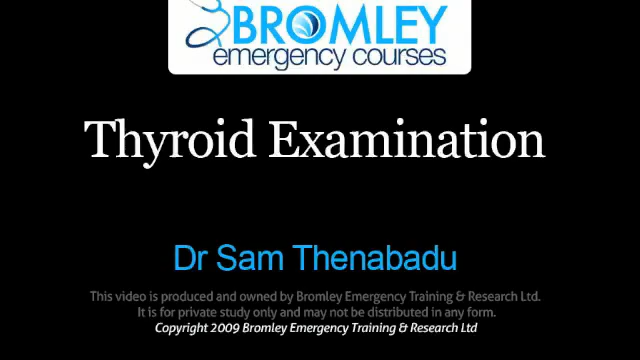 BROMLEY
emergency courses
Thyroid Examination
Dr Sam Thenabadu
This video is produced and owned by Bromley Emergency Training & Research Ltd.
It is for private study only and may not be distributed in any form.
Copyright 2009 Bromley Emergency Training & Research Ltd